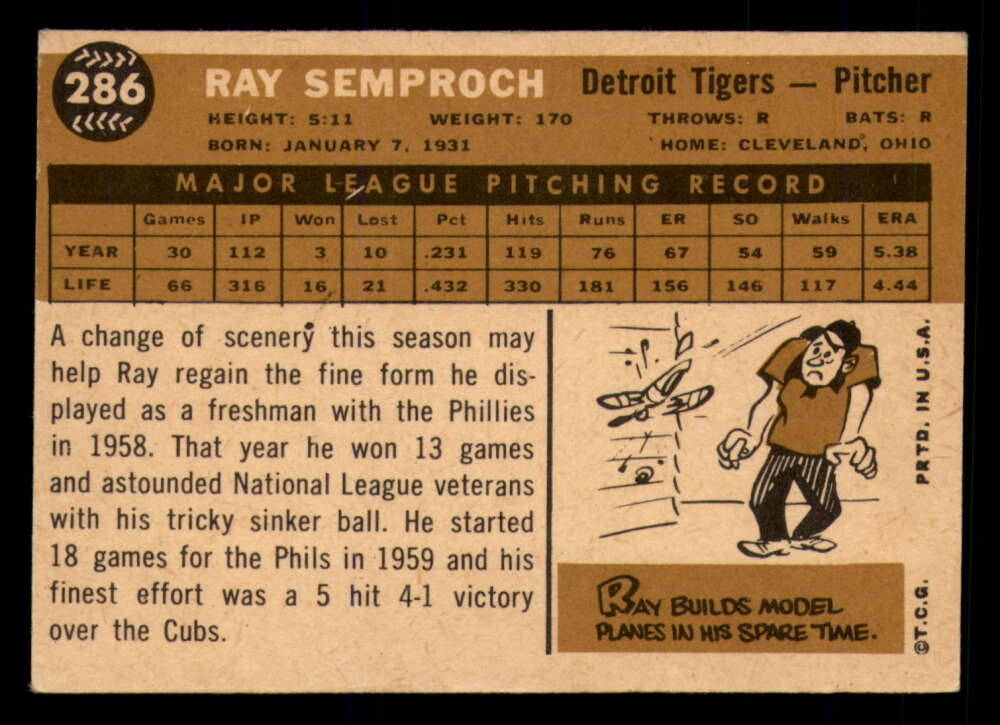 286
RAY SEMPROCH Detroit Tigers — Pitcher
HEIGHT: 5:11 WEIGHT: 170 THROWS: R BATS: R
BORN: JANUARY 7, 1931 HOME: CLEVELAND, OHIO
MAJOR LEAGUE PITCHING RECORD
Games IP Won Lost Pct Hits Runs ER SO Walks ERA
YEAR 30 112 3 10 .231 119 76 67 54 59 5.38
LIFE 66 316 16 21 .432 330 181 156 146 117 4.44
A change of scenery this season may
help Ray regain the fine form he dis-
played as a freshman with the Phillies
in 1958. That year he won 13 games
and astounded National League veterans
with his tricky sinker ball. He started
18 games for the Phils in 1959 and his
finest effort was a 5 hit 4-1 victory
over the Cubs.
RAY BUILDS MODEL
PLANES IN HIS SPARE TIME.
©T.C.G. PRTD. IN U.S.A.